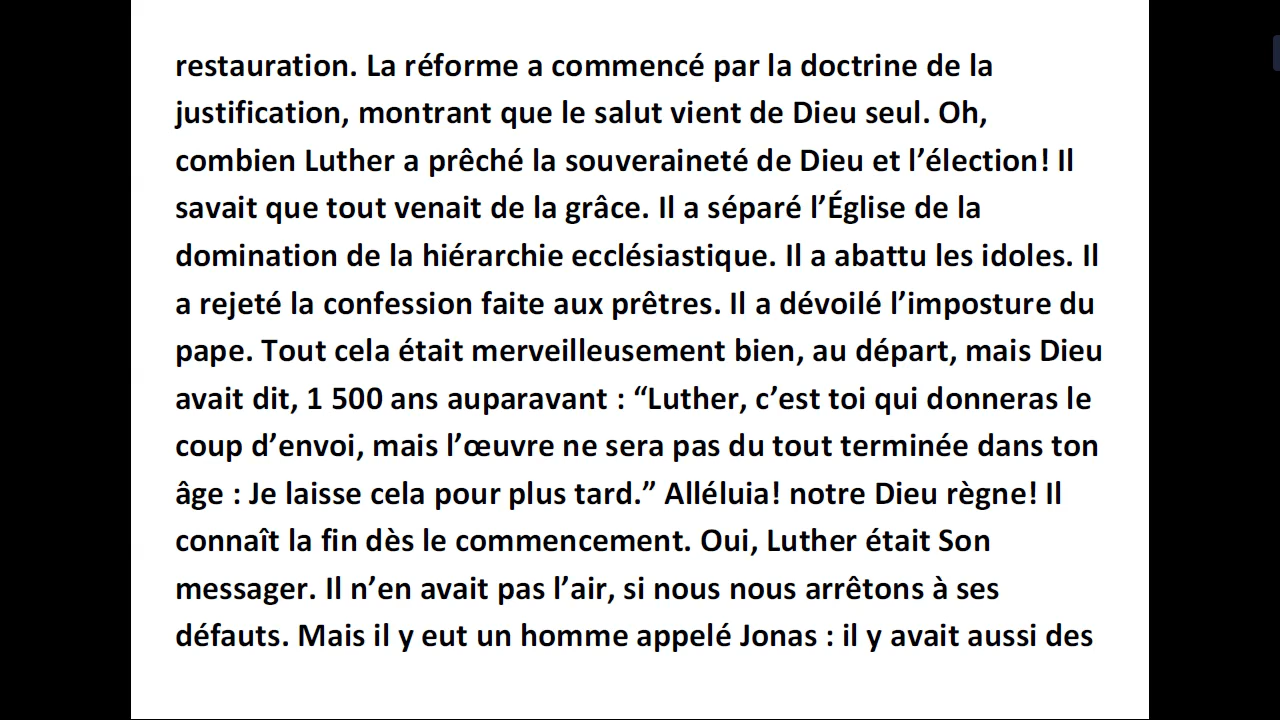 restauration. La réforme a commencé par la doctrine de la
justification, montrant que le salut vient de Dieu seul. Oh,
combien Luther a prêché la souveraineté de Dieu et l’élection! Il
savait que tout venait de la grâce. Il a séparé l’Église de la
domination de la hiérarchie ecclésiastique. Il a abattu les idoles. Il
a rejeté la confession faite aux prêtres. Il a dévoilé l’imposture du
pape. Tout cela était merveilleusement bien, au départ, mais Dieu
avait dit, 1 500 ans auparavant : “Luther, c’est toi qui donneras le
coup d’envoi, mais l’œuvre ne sera pas du tout terminée dans ton
âge : Je laisse cela pour plus tard.” Alléluia! notre Dieu règne! Il
connaît la fin dès le commencement. Oui, Luther était Son
messager. Il n’en avait pas l’air, si nous nous arrêtons à ses
défauts. Mais il y eut un homme appelé Jonas : il y avait aussi des